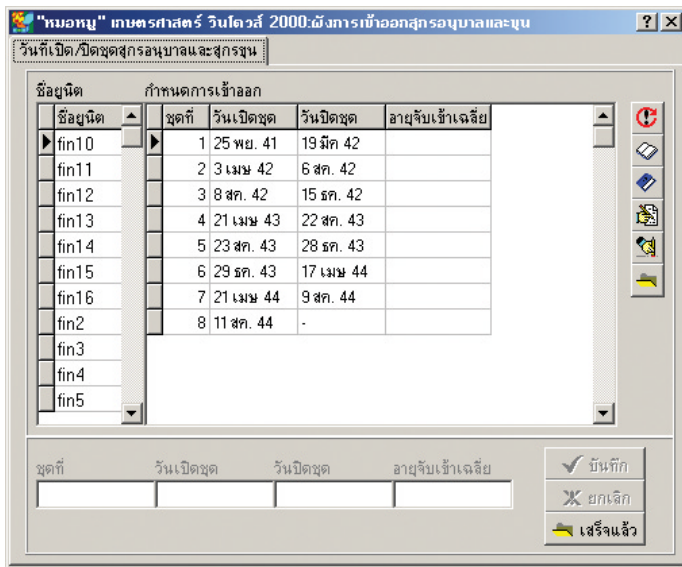 "หมอหมู" เกษตรศาสตร์ วินโดวส์ 2000:ผังการเข้าออกสุกรอนุบาลและขุน
วันที่เปิด/ปิดชุดสุกรอนุบาลและสุกรขุน
ชื่อยูนิต กำหนดการเข้าออก
ชื่อยูนิต ชุดที่ วันเปิดชุด วันปิดชุด อายุจับเข้าเฉลี่ย
fin10 1 25 พย. 41 19 มีค 42
fin11 2 3 เมษ 42 6 สค. 42
fin12 3 8 สค. 42 15 ธค. 42
fin13 4 21 เมษ 43 22 สค. 43
fin14 5 23 สค. 43 28 ธค. 43
fin15 6 29 ธค. 43 17 เมษ 44
fin16 7 21 เมษ 44 9 สค. 44
fin2 8 11 สค. 44 -
fin3
fin4
fin5
ชุดที่ วันเปิดชุด วันปิดชุด อายุจับเข้าเฉลี่ย
บันทึก
ยกเลิก
เสร็จแล้ว